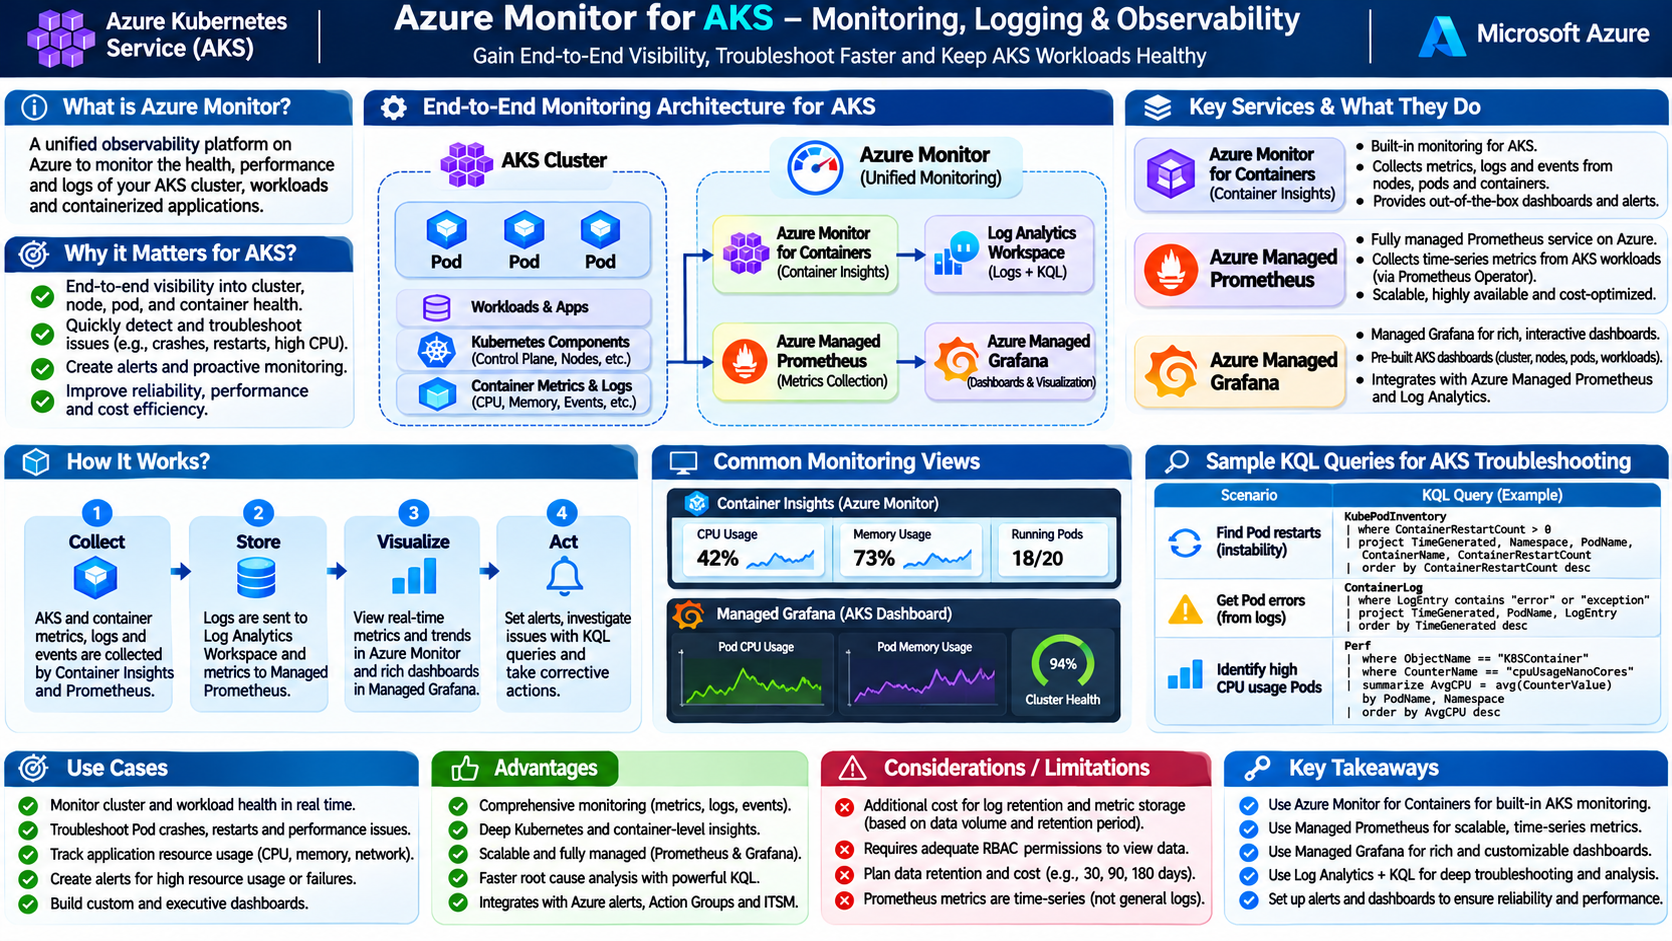 Azure Kubernetes
Service (AKS)
Azure Monitor for AKS – Monitoring, Logging & Observability
Gain End-to-End Visibility, Troubleshoot Faster and Keep AKS Workloads Healthy
Microsoft Azure
What is Azure Monitor?
A unified observability platform on
Azure to monitor the health, performance
and logs of your AKS cluster, workloads
and containerized applications.
Why it Matters for AKS?
End-to-end visibility into cluster,
node, pod, and container health.
Quickly detect and troubleshoot
issues (e.g., crashes, restarts, high CPU).
Create alerts and proactive monitoring.
Improve reliability, performance
and cost efficiency.
End-to-End Monitoring Architecture for AKS
AKS Cluster
Pod
Pod
Pod
Workloads & Apps
Kubernetes Components
(Control Plane, Nodes, etc.)
Container Metrics & Logs
(CPU, Memory, Events, etc.)
Azure Monitor
(Unified Monitoring)
Azure Monitor
for Containers
(Container Insights)
Log Analytics
Workspace
(Logs + KQL)
Azure Managed
Prometheus
(Metrics Collection)
Azure Managed
Grafana
(Dashboards & Visualization)
Key Services & What They Do
Azure Monitor
for Containers
(Container Insights)
• Built-in monitoring for AKS.
• Collects metrics, logs and events from
nodes, pods and containers.
• Provides out-of-the-box dashboards and alerts.
Azure Managed
Prometheus
• Fully managed Prometheus service on Azure.
• Collects time-series metrics from AKS workloads
(via Prometheus Operator).
• Scalable, highly available and cost-optimized.
Azure Managed
Grafana
• Managed Grafana for rich, interactive dashboards.
• Pre-built AKS dashboards (cluster, nodes, pods, workloads).
• Integrates with Azure Managed Prometheus
and Log Analytics.
How It Works?
1
Collect
AKS and container
metrics, logs and
events are collected
by Container Insights
and Prometheus.
2
Store
Logs are sent to
Log Analytics
Workspace and
metrics to Managed
Prometheus.
3
Visualize
View real-time
metrics and trends
in Azure Monitor
and rich dashboards
in Managed Grafana.
4
Act
Set alerts, investigate
issues with KQL
queries and
take corrective
actions.
Common Monitoring Views
Container Insights (Azure Monitor)
CPU Usage
42%
Memory Usage
73%
Running Pods
18/20
Managed Grafana (AKS Dashboard)
Pod CPU Usage
Pod Memory Usage
94%
Cluster Health
Sample KQL Queries for AKS Troubleshooting
Scenario
KQL Query (Example)
Find Pod restarts
(instability)
KubePodInventory
| where ContainerRestartCount > 0
| project TimeGenerated, Namespace, PodName,
ContainerName, ContainerRestartCount
| order by ContainerRestartCount desc
Get Pod errors
(from logs)
ContainerLog
| where LogEntry contains "error" or "exception"
| project TimeGenerated, PodName, LogEntry
| order by TimeGenerated desc
Identify high
CPU usage Pods
Perf
| where ObjectName == "K8SContainer"
| where CounterName == "cpuUsageNanoCores"
| summarize AvgCPU = avg(CounterValue)
by PodName, Namespace
| order by AvgCPU desc
Use Cases
Monitor cluster and workload health in real time.
Troubleshoot Pod crashes, restarts and performance issues.
Track application resource usage (CPU, memory, network).
Create alerts for high resource usage or failures.
Build custom and executive dashboards.
Advantages
Comprehensive monitoring (metrics, logs, events).
Deep Kubernetes and container-level insights.
Scalable and fully managed (Prometheus & Grafana).
Faster root cause analysis with powerful KQL.
Integrates with Azure alerts, Action Groups and ITSM.
Considerations / Limitations
Additional cost for log retention and metric storage
(based on data volume and retention period).
Requires adequate RBAC permissions to view data.
Plan data retention and cost (e.g., 30, 90, 180 days).
Prometheus metrics are time-series (not general logs).
Key Takeaways
Use Azure Monitor for Containers for built-in AKS monitoring.
Use Managed Prometheus for scalable, time-series metrics.
Use Managed Grafana for rich and customizable dashboards.
Use Log Analytics + KQL for deep troubleshooting and analysis.
Set up alerts and dashboards to ensure reliability and performance.